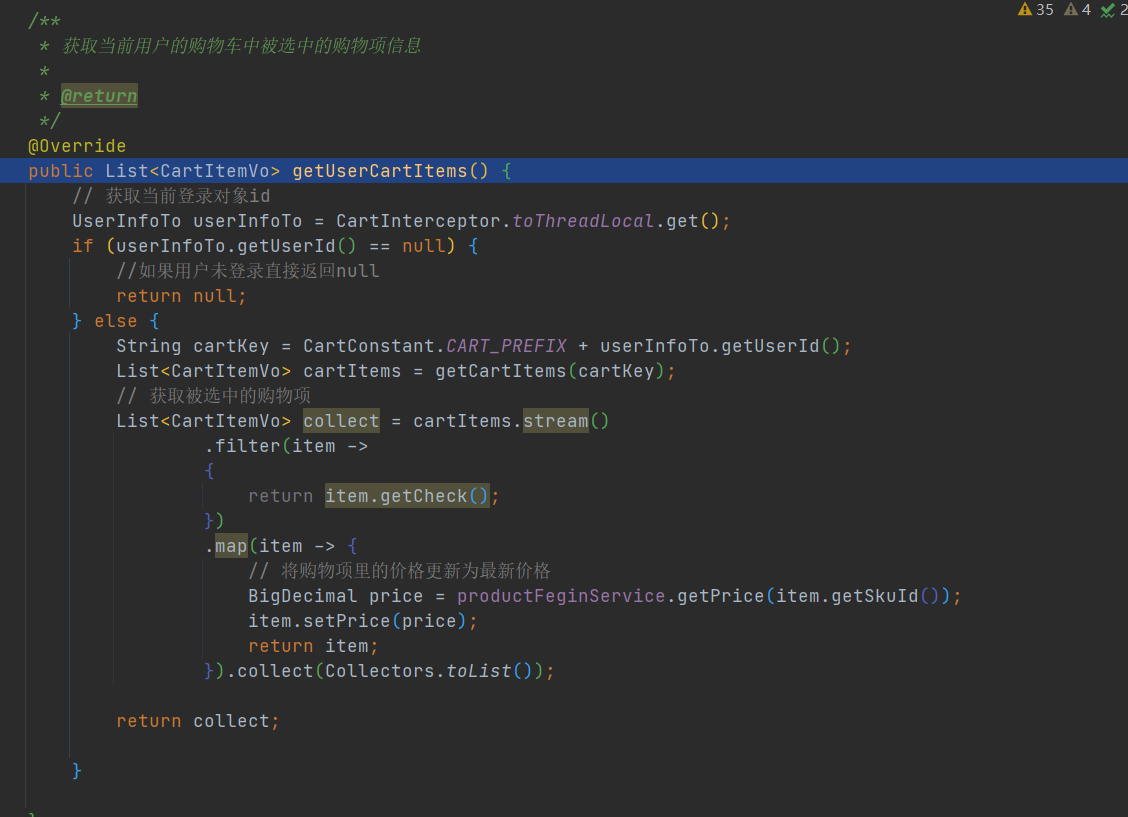 35 4 2
/**
* 获取当前用户的购物车中被选中的购物项信息
*
* @return
*/
@Override
public List<CartItemVo> getUserCartItems() {
// 获取当前登录对象id
UserInfoTo userInfoTo = CartInterceptor.toThreadLocal.get();
if (userInfoTo.getUserId() == null) {
//如果用户未登录直接返回null
return null;
} else {
String cartKey = CartConstant.CART_PREFIX + userInfoTo.getUserId();
List<CartItemVo> cartItems = getCartItems(cartKey);
// 获取被选中的购物项
List<CartItemVo> collect = cartItems.stream()
.filter(item ->
{
return item.getCheck();
})
.map(item -> {
// 将购物项里的价格更新为最新价格
BigDecimal price = productFeginService.getPrice(item.getSkuId());
item.setPrice(price);
return item;
}).collect(Collectors.toList());
return collect;
}